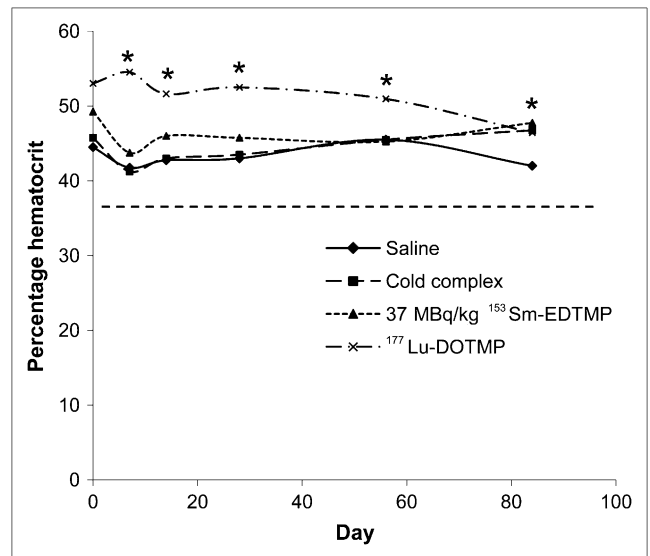 60
50
40
30
20
10
0
Percentage hematocrit
* * * * *
Saline
Cold complex
37 MBq/kg ¹⁵³Sm-EDTMP
¹⁷⁷Lu-DOTMP
0 20 40 60 80 100
Day